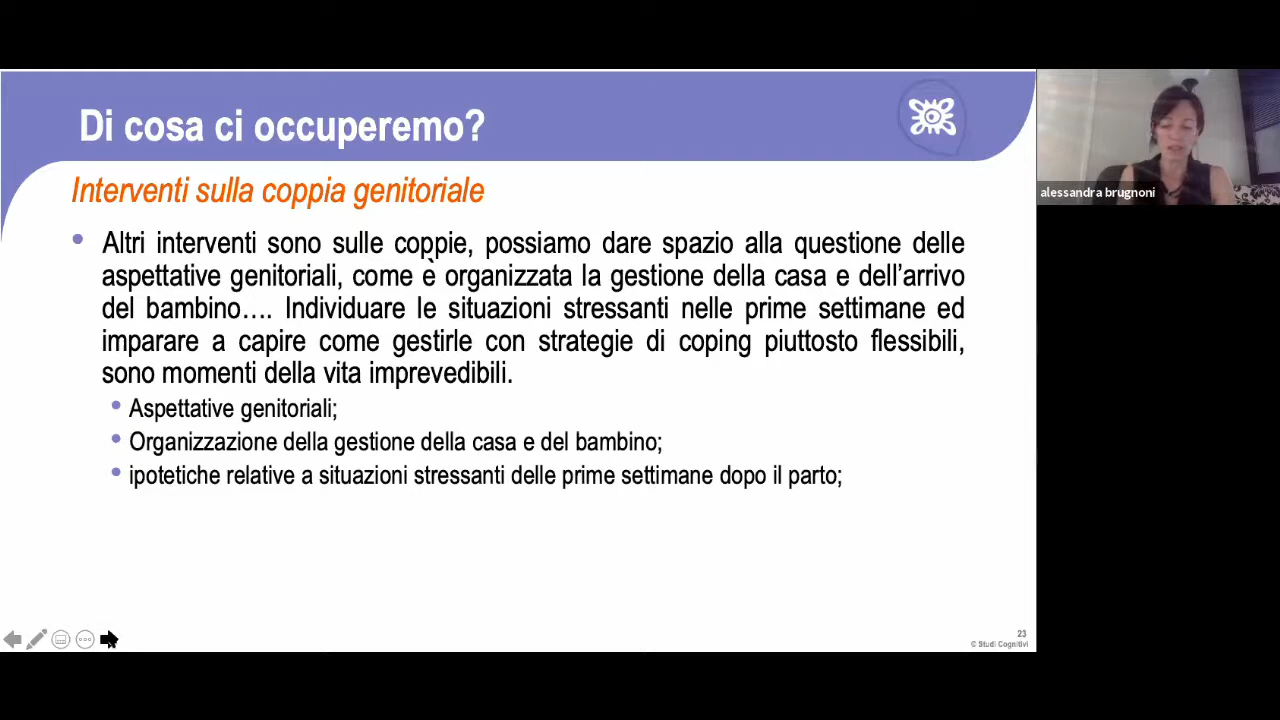 Di cosa ci occuperemo?
Interventi sulla coppia genitoriale
Altri interventi sono sulle coppie, possiamo dare spazio alla questione delle
aspettative genitoriali, come è organizzata la gestione della casa e dell’arrivo
del bambino…. Individuare le situazioni stressanti nelle prime settimane ed
imparare a capire come gestirle con strategie di coping piuttosto flessibili,
sono momenti della vita imprevedibili.
Aspettative genitoriali;
Organizzazione della gestione della casa e del bambino;
ipotetiche relative a situazioni stressanti delle prime settimane dopo il parto;
23
© Studi Cognitivi
alessandra brugnoni